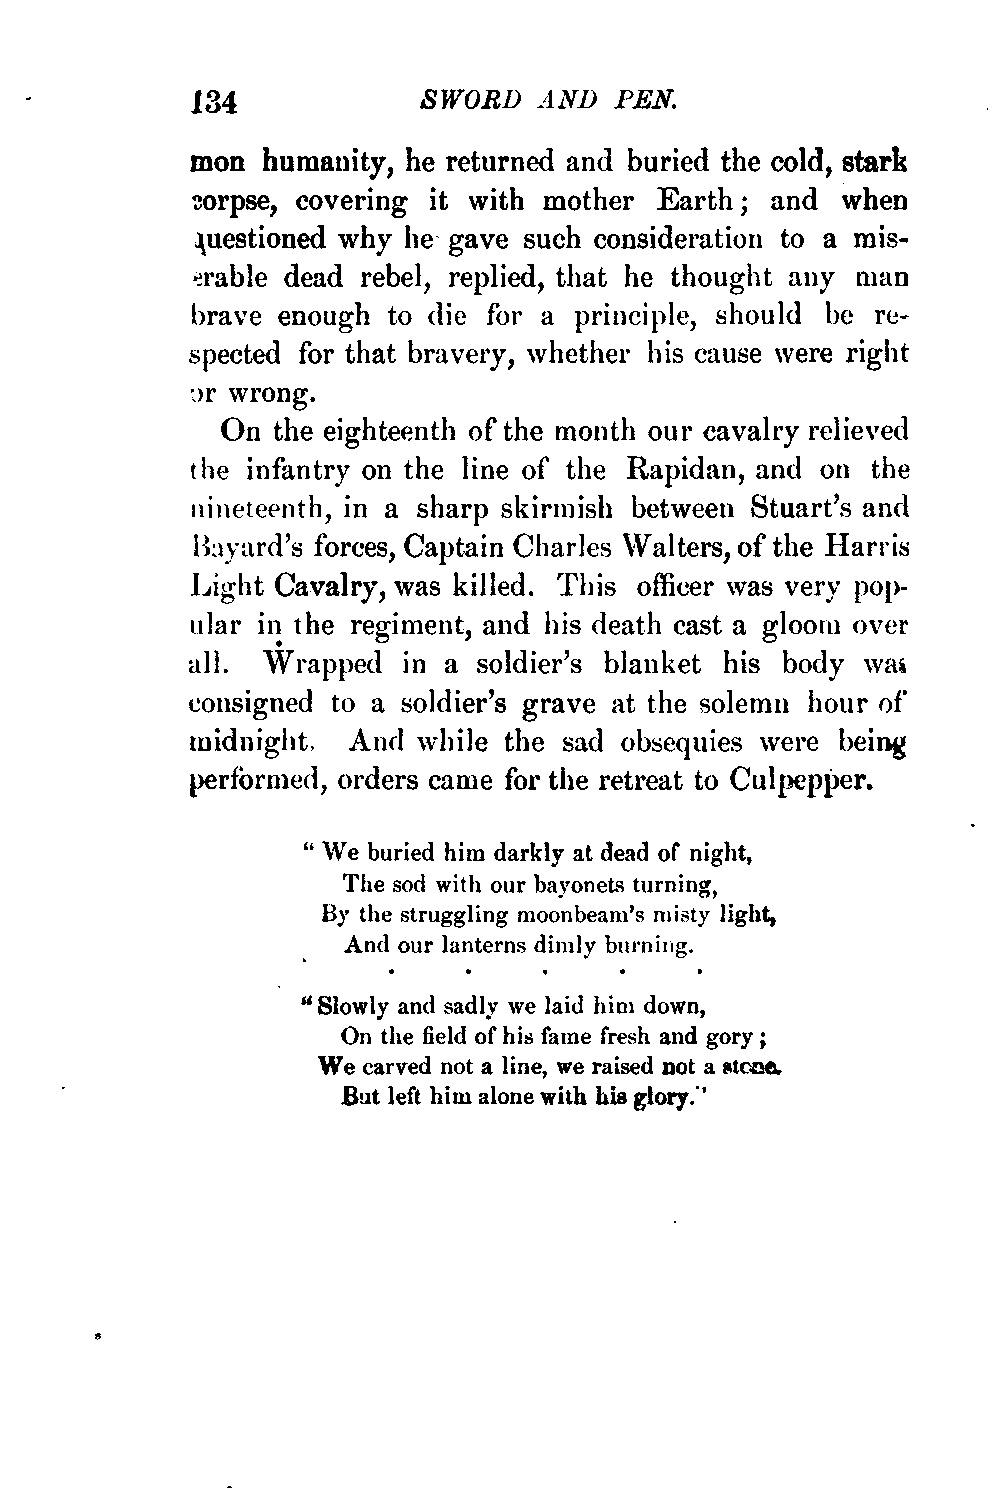 134 SWORD AND PEN.
mon humanity, he returned and buried the cold, stark
corpse, covering it with mother Earth; and when
questioned why he gave such consideration to a mis-
erable dead rebel, replied, that he thought any man
brave enough to die for a principle, should be re-
spected for that bravery, whether his cause were right
or wrong.
On the eighteenth of the month our cavalry relieved
the infantry on the line of the Rapidan, and on the
nineteenth, in a sharp skirmish between Stuart's and
Bayard's forces, Captain Charles Walters, of the Harris
Light Cavalry, was killed. This officer was very pop-
ular in the regiment, and his death cast a gloom over
all. Wrapped in a soldier's blanket his body was
consigned to a soldier's grave at the solemn hour of
midnight. And while the sad obsequies were being
performed, orders came for the retreat to Culpepper.
" We buried him darkly at dead of night,
The sod with our bayonets turning,
By the struggling moonbeam's misty light,
And our lanterns dimly burning.
. . . . .
"Slowly and sadly we laid him down,
On the field of his fame fresh and gory;
We carved not a line, we raised not a stone.
But left him alone with his glory."